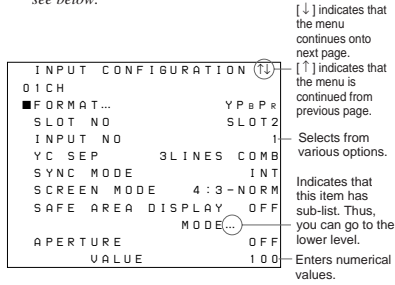 see below.
[↓] indicates that
the menu
continues onto
next page.
[↑] indicates that
the menu is
continued from
previous page.
INPUT CONFIGURATION ↑↓
01CH
■FORMAT… YPBPR
SLOT NO SLOT2
INPUT NO 1
Selects from
various options.
YC SEP 3LINES COMB
SYNC MODE INT
SCREEN MODE 4:3-NORM
SAFE AREA DISPLAY OFF
MODE…
Indicates that
this item has
sub-list. Thus,
you can go to the
lower level.
APERTURE OFF
VALUE 100
Enters numerical
values.